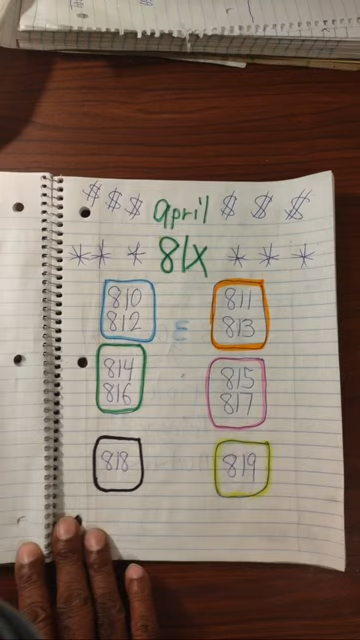 $ $ $ april $ $ $
* * * 81x * * *
810 811
812 813
814 815
816 817
818 819